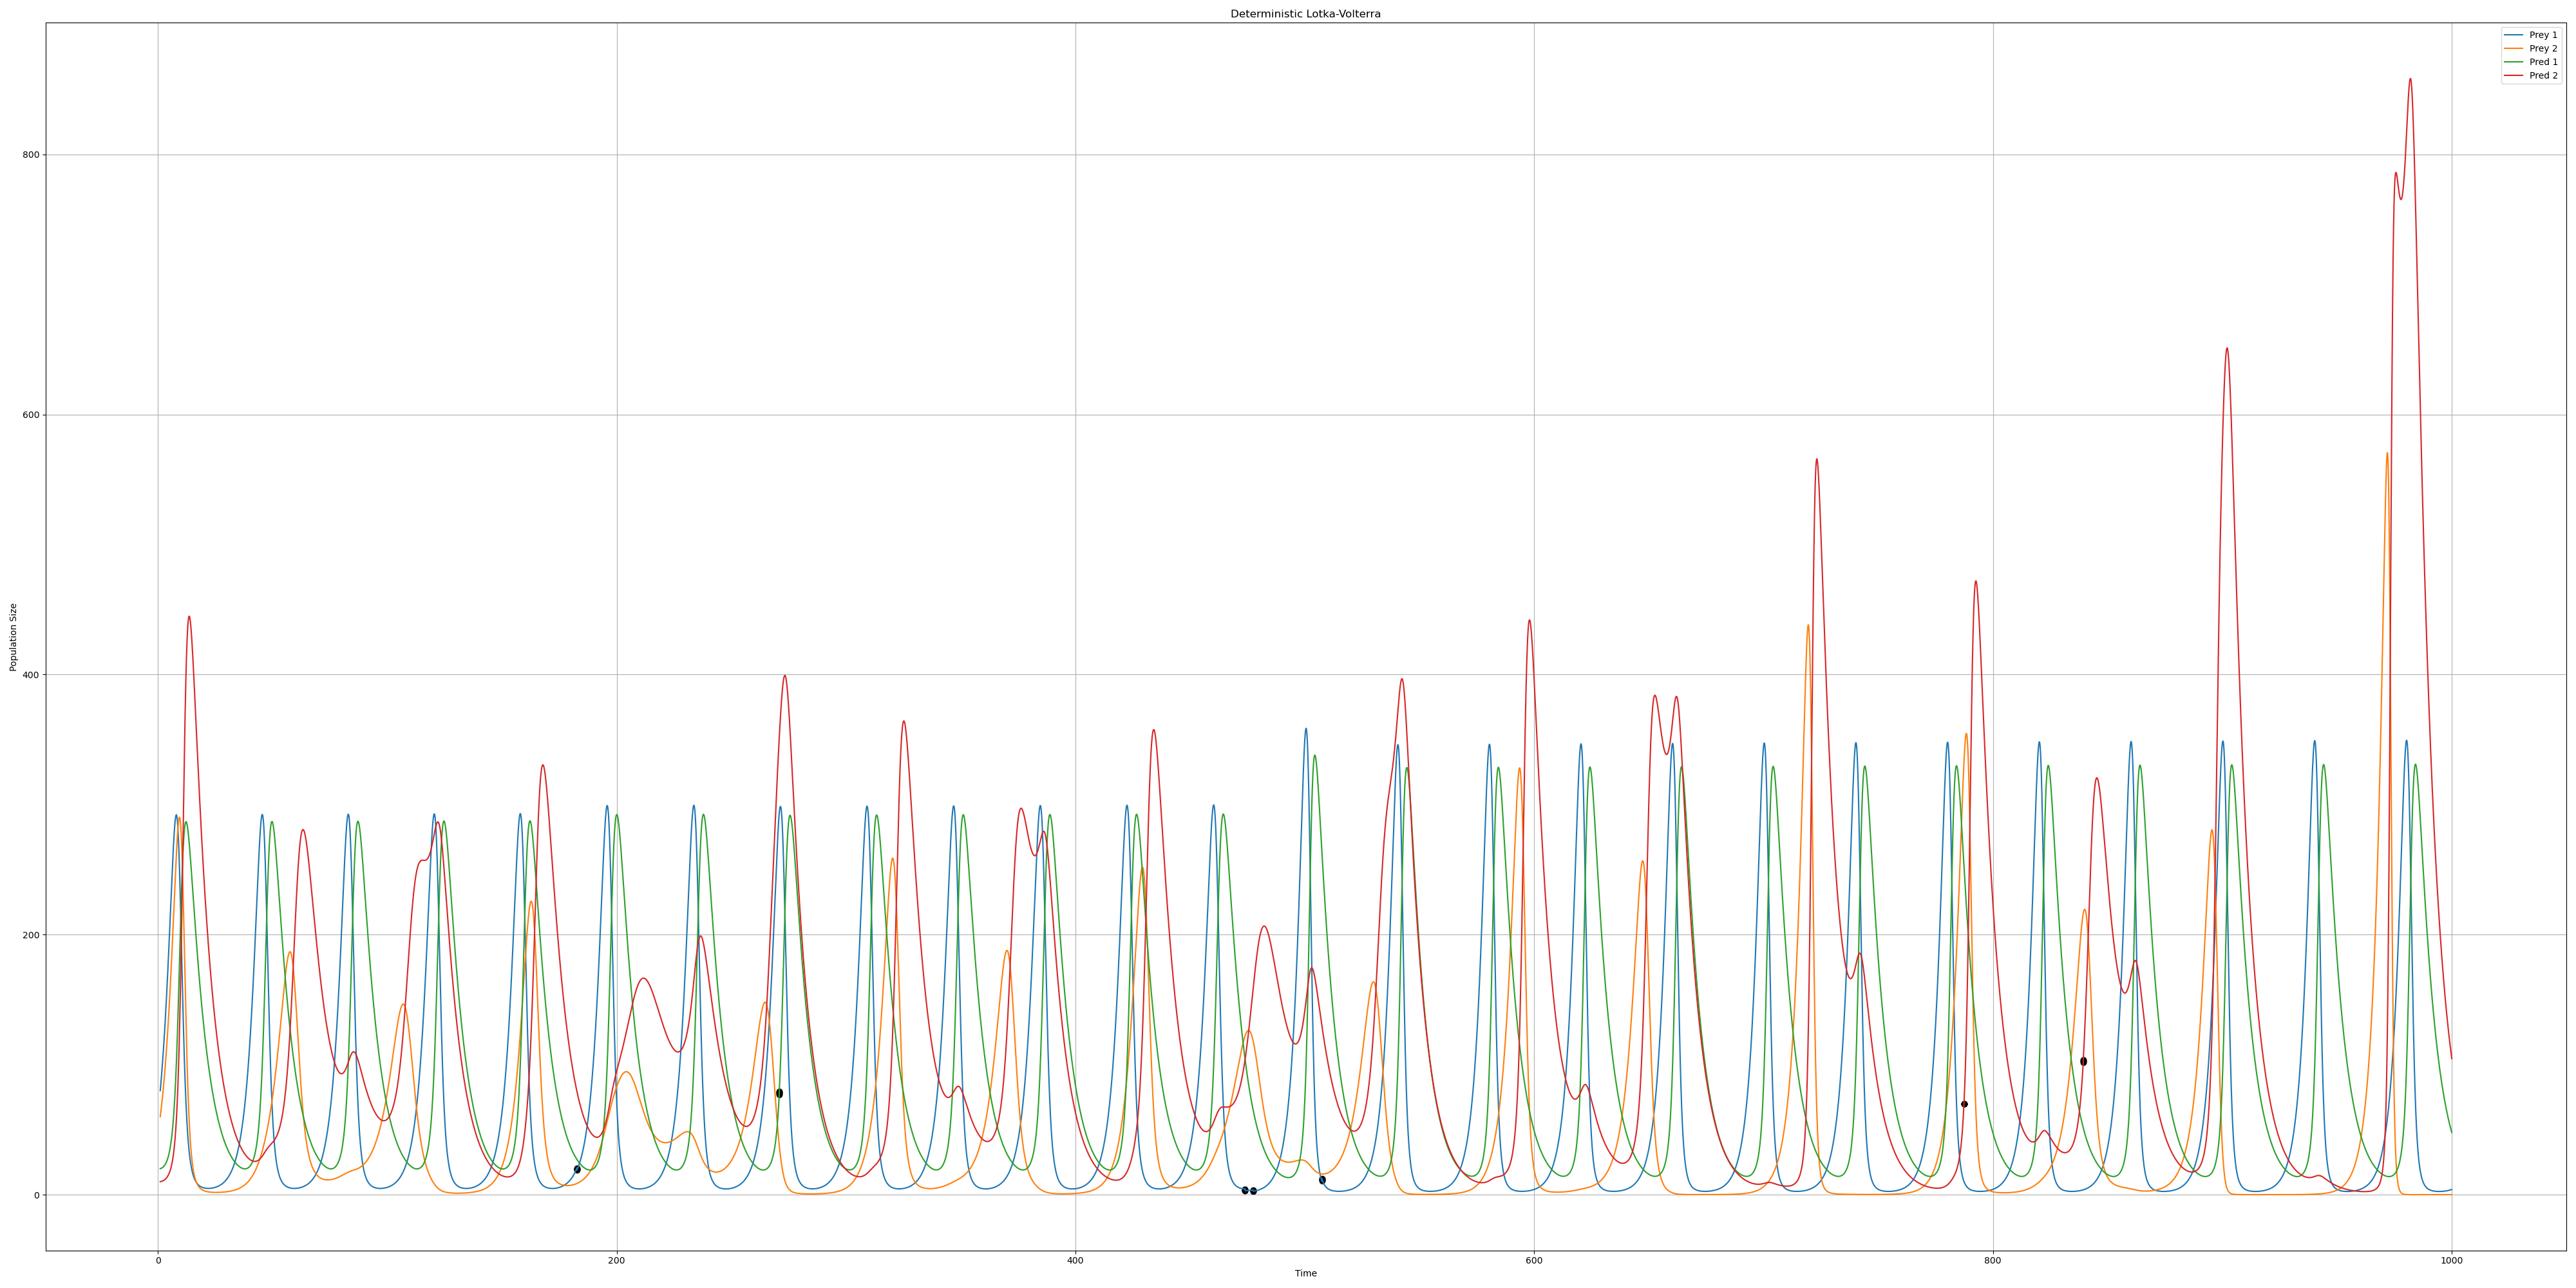 Deterministic Lotka-Volterra
Prey 1
Prey 2
Pred 1
Pred 2
800
600
400
200
0
Population Size
0 200 400 600 800 1000
Time